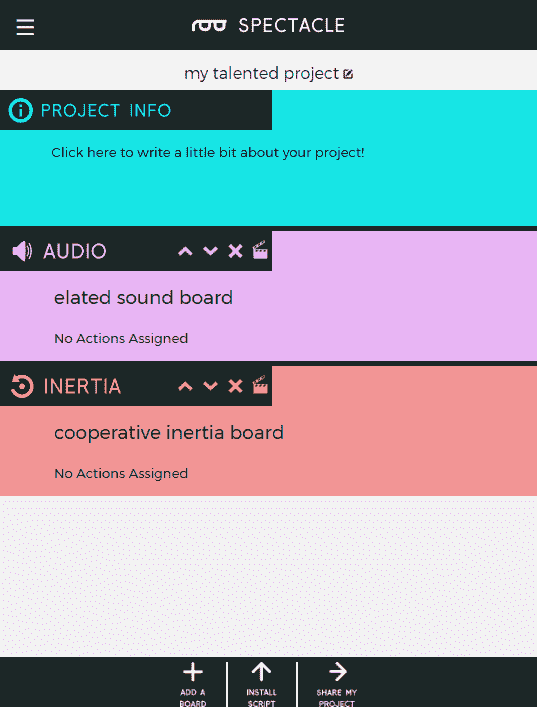 SPECTACLE
my talented project
PROJECT INFO
Click here to write a little bit about your project!
AUDIO
elated sound board
No Actions Assigned
INERTIA
cooperative inertia board
No Actions Assigned
ADD A
BOARD
INSTALL
SCRIPT
SHARE MY
PROJECT